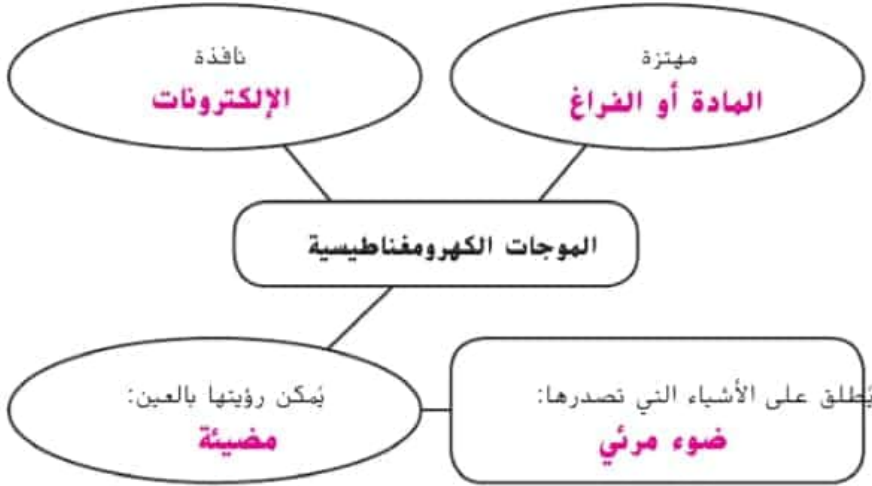 مهتزة
المادة أو الفراغ
نافذة
الإلكترونات
الموجات الكهرومغناطيسية
يُطلق على الأشياء التي تصدرها:
ضوء مرئي
يُمكن رؤيتها بالعين:
مضيئة